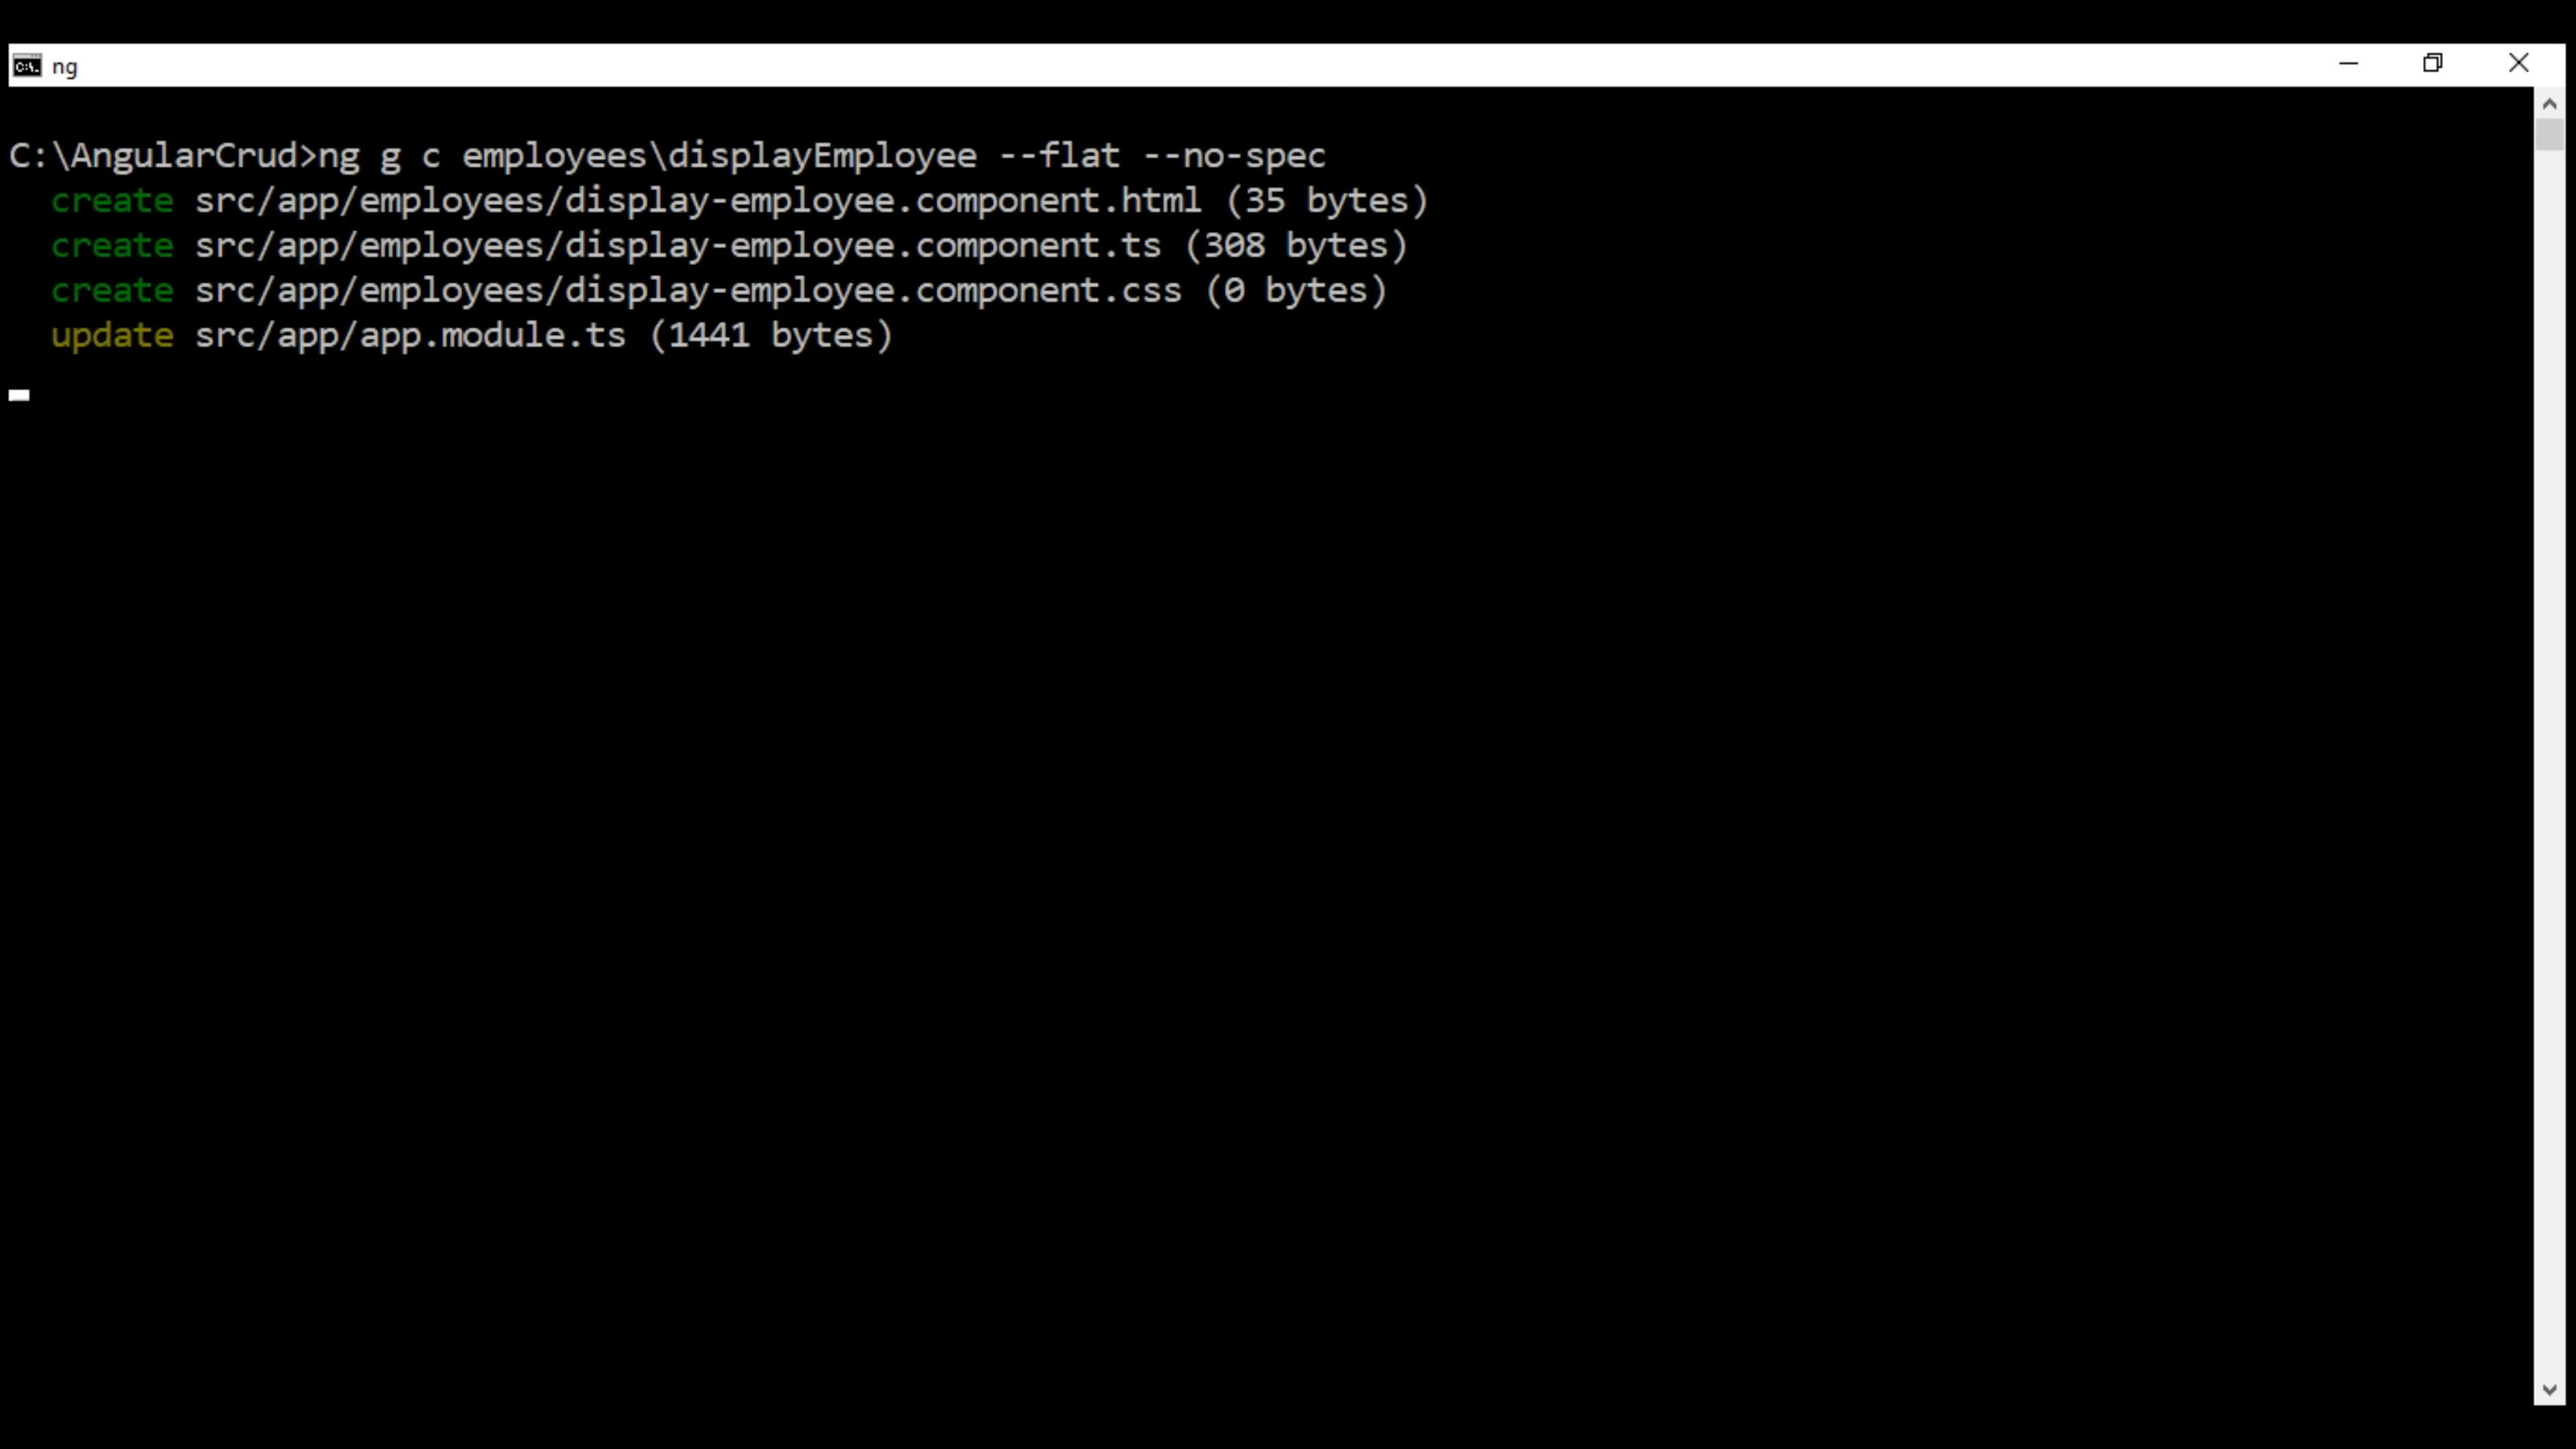 ng
C:\AngularCrud>ng g c employees\displayEmployee --flat --no-spec
create src/app/employees/display-employee.component.html (35 bytes)
create src/app/employees/display-employee.component.ts (308 bytes)
create src/app/employees/display-employee.component.css (0 bytes)
update src/app/app.module.ts (1441 bytes)